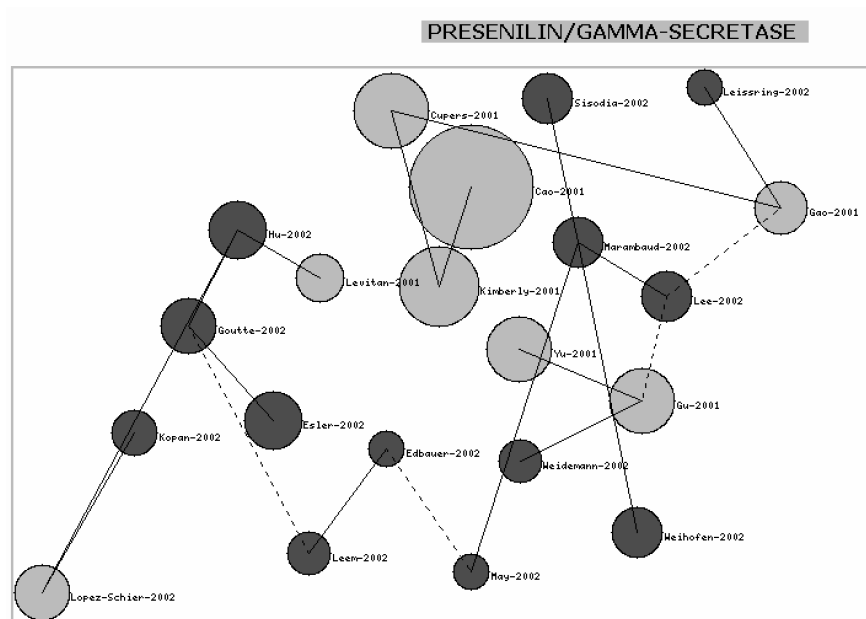 PRESENILIN/GAMMA-SECRETASE
Leissring-2002
Sisodia-2002
Cupers-2001
Cao-2001
Gao-2001
Hu-2002
Marambaud-2002
Levitan-2001
Kimberly-2001
Lee-2002
Goutte-2002
Yu-2001
Gu-2001
Esler-2002
Kopan-2002
Edbauer-2002
Weidemann-2002
Weihofen-2002
Leem-2002
May-2002
Lopez-Schier-2002